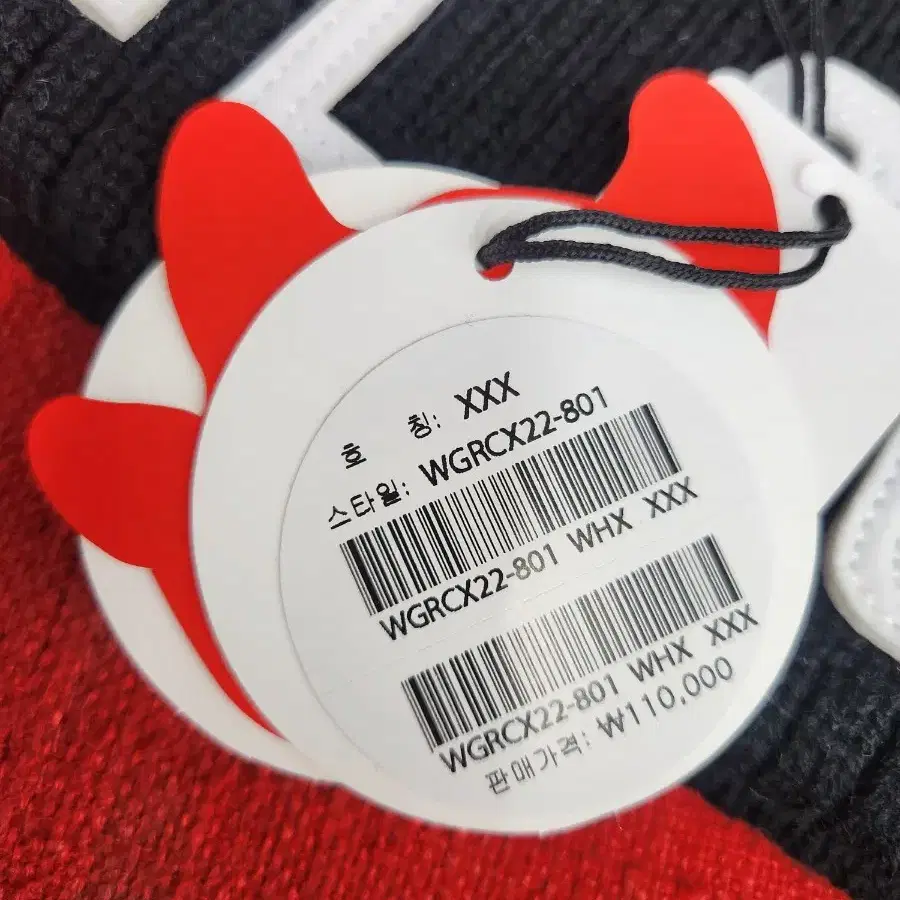 호 칭: XXX
스타일: WGRCX22-801
WGRCX22-801 WHX XXX
WGRCX22-801 WHX XXX
판매가격: ₩110,000